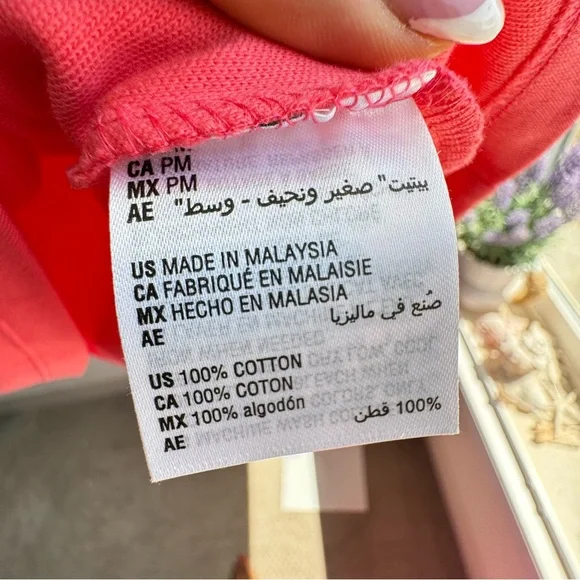 CA PM
MX PM
AE بيتيت" صغير ونحيف - وسط"
US MADE IN MALAYSIA
CA FABRIQUÉ EN MALAISIE
MX HECHO EN MALASIA
AE صُنع في ماليزيا
US 100% COTTON
CA 100% COTON
MX 100% algodón
AE 100% قطن